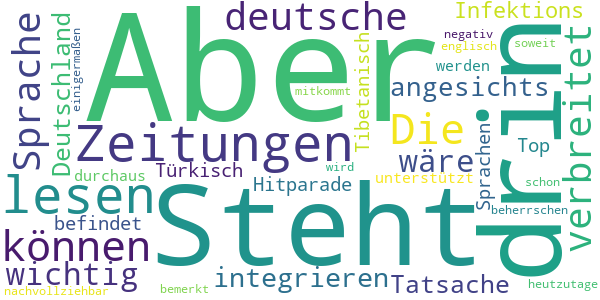 Aber
Steht
drin
deutsche
Infektions
negativ
englisch
soweit
Sprache
Deutschland
einigermaßen
mitkommt
Tibetanisch
werden
angesichts
verbreitet
Zeitungen
Die
Top
wäre
Sprachen
Türkisch
wird
durchaus
Hitparade
unterstützt
schon
lesen
befindet
beherrschen
können
wichtig
integrieren
Tatsache
heutzutage
nachvollziehbar
bemerkt